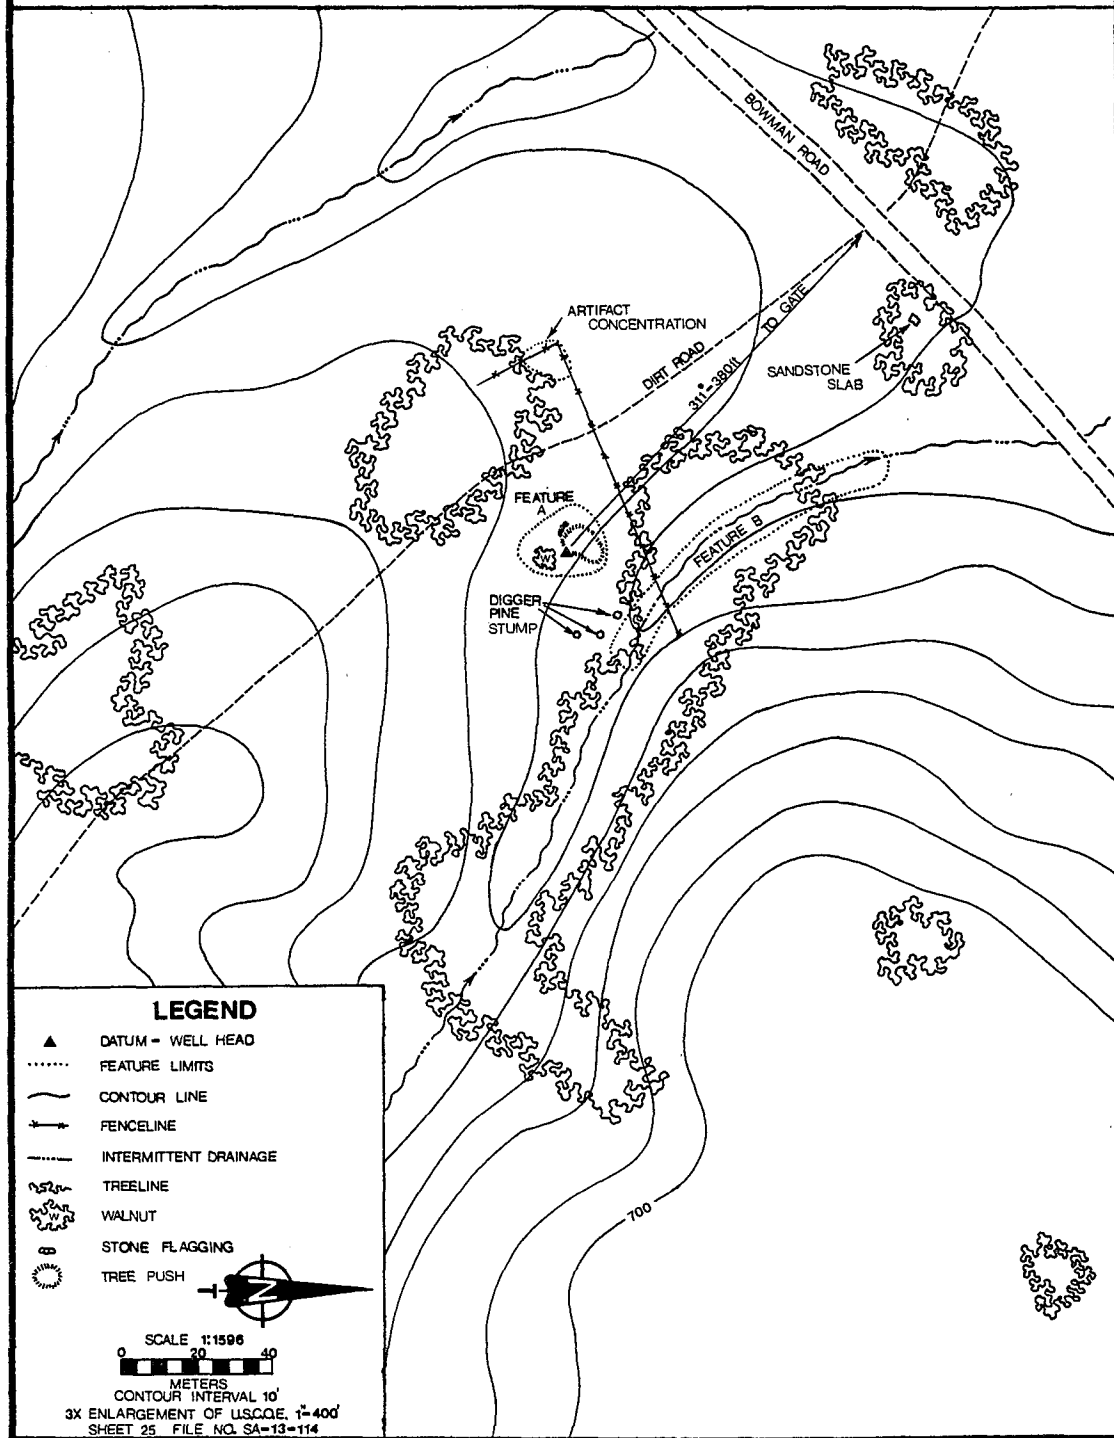 BOWMAN ROAD
ARTIFACT
CONCENTRATION
TO GATE
DIRT ROAD
311°-380ft
SANDSTONE
SLAB
FEATURE
A
W
FEATURE B
DIGGER
PINE
STUMP
700
LEGEND
DATUM - WELL HEAD
FEATURE LIMITS
CONTOUR LINE
FENCELINE
INTERMITTENT DRAINAGE
TREELINE
W
WALNUT
STONE FLAGGING
TREE PUSH
N
SCALE 1:1596
0 20 40
METERS
CONTOUR INTERVAL 10'
3X ENLARGEMENT OF U.S.C.O.E. 1"-400'
SHEET 25 FILE NO. SA-13-114